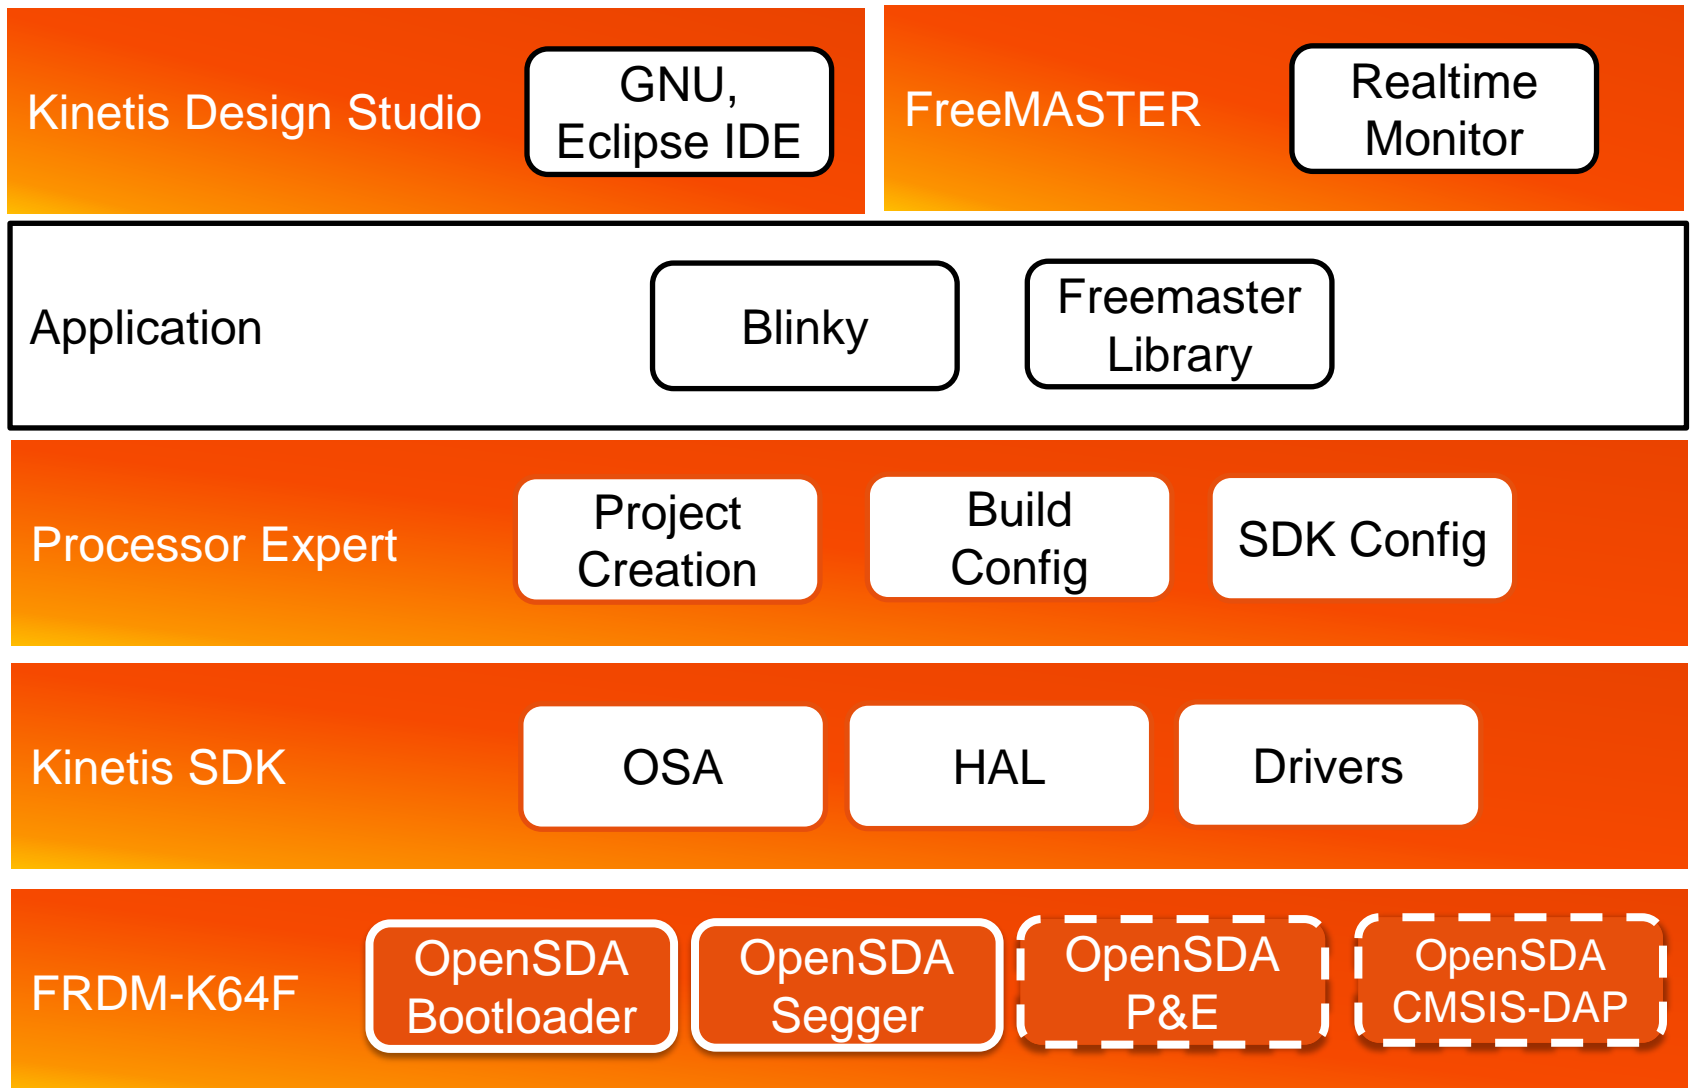 Kinetis Design Studio
GNU,
Eclipse IDE
FreeMASTER
Realtime
Monitor
Application
Blinky
Freemaster
Library
Processor Expert
Project
Creation
Build
Config
SDK Config
Kinetis SDK
OSA
HAL
Drivers
FRDM-K64F
OpenSDA
Bootloader
OpenSDA
Segger
OpenSDA
P&E
OpenSDA
CMSIS-DAP